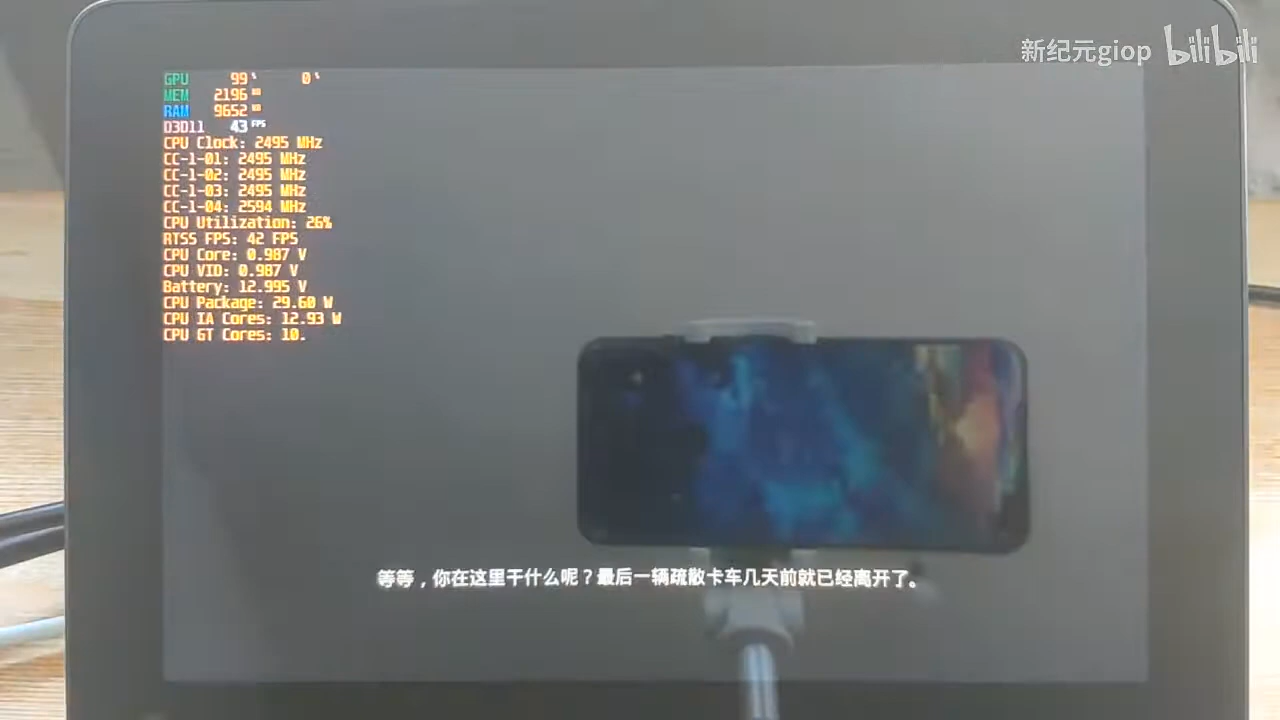 新纪元giop bilibili
GPU 99% 0%
MEM 2196 MB
RAM 9652 MB
D3D11 43 FPS
CPU Clock: 2495 MHz
CC-1-01: 2495 MHz
CC-1-02: 2495 MHz
CC-1-03: 2495 MHz
CC-1-04: 2594 MHz
CPU Utilization: 26%
RTSS FPS: 42 FPS
CPU Core: 0.987 V
CPU VID: 0.987 V
Battery: 12.995 V
CPU Package: 29.60 W
CPU IA Cores: 12.93 W
CPU GT Cores: 10.
等等，你在这里干什么呢？最后一辆疏散卡车几天前就已经离开了。